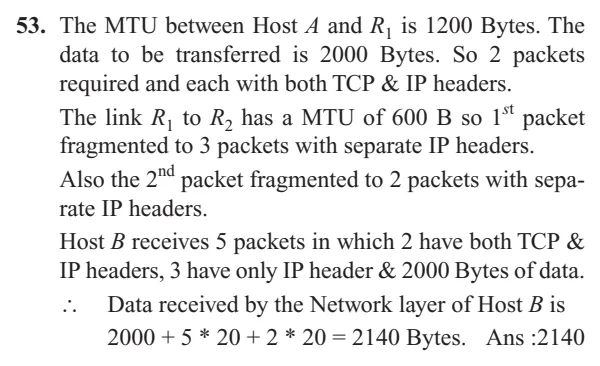 53. The MTU between Host A and R₁ is 1200 Bytes. The
data to be transferred is 2000 Bytes. So 2 packets
required and each with both TCP & IP headers.
The link R₁ to R₂ has a MTU of 600 B so 1st packet
fragmented to 3 packets with separate IP headers.
Also the 2nd packet fragmented to 2 packets with sepa-
rate IP headers.
Host B receives 5 packets in which 2 have both TCP &
IP headers, 3 have only IP header & 2000 Bytes of data.
∴ Data received by the Network layer of Host B is
2000 + 5 * 20 + 2 * 20 = 2140 Bytes. Ans :2140